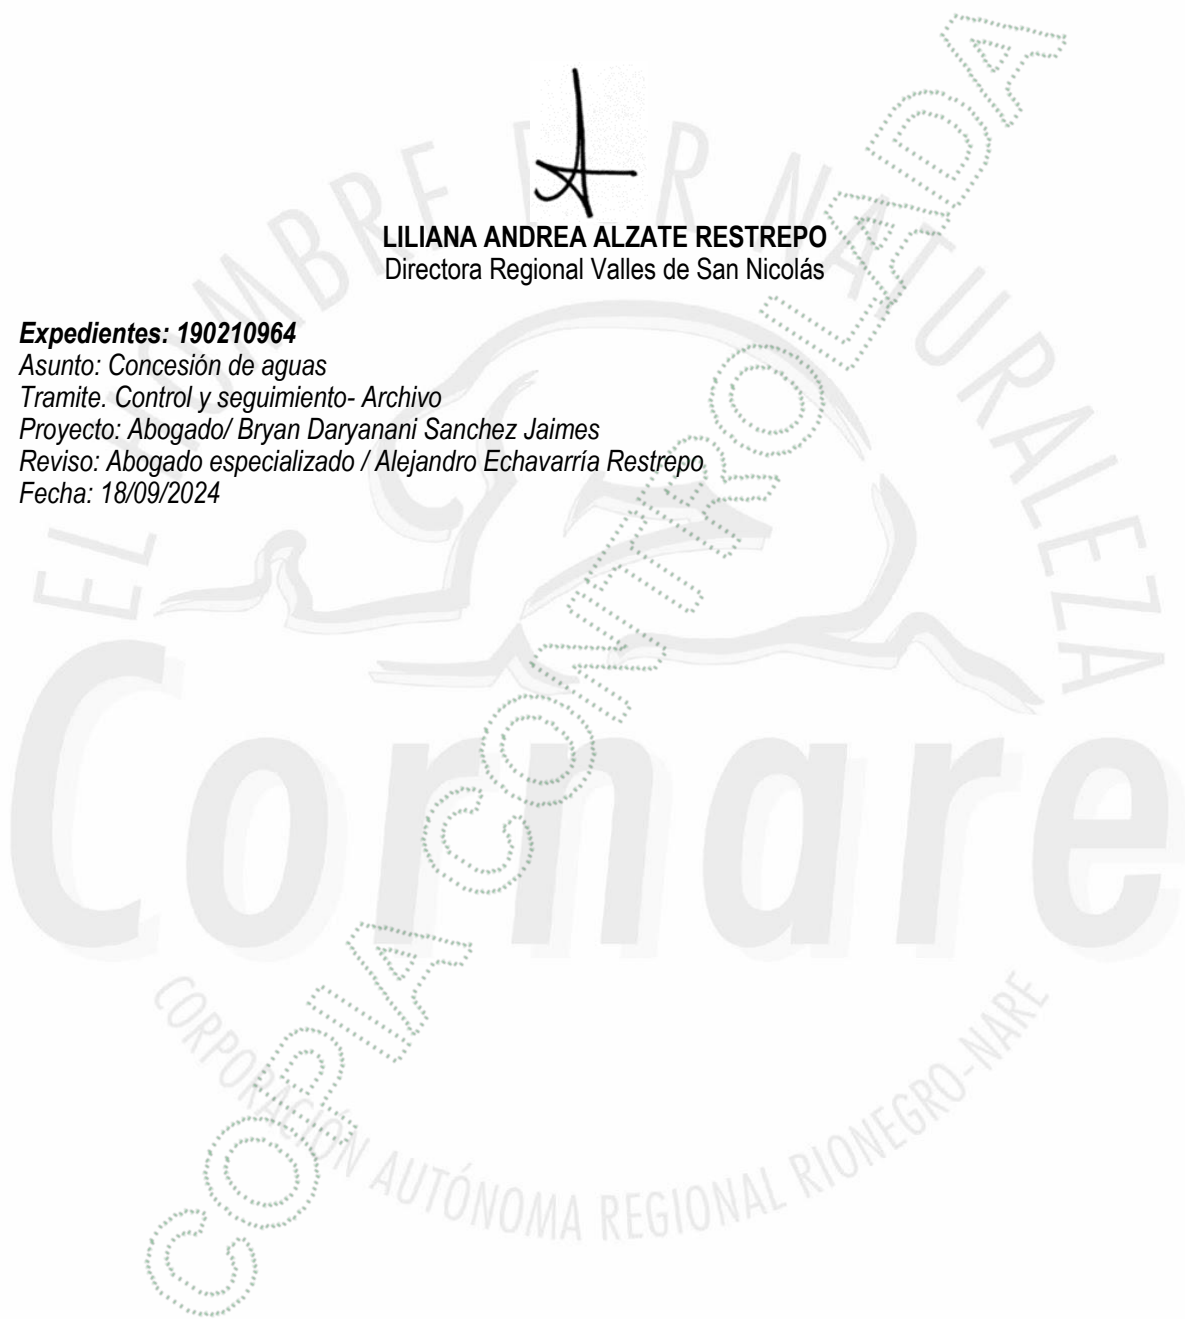 LILIANA ANDREA ALZATE RESTREPO
Directora Regional Valles de San Nicolás
Expedientes: 190210964
Asunto: Concesión de aguas
Tramite. Control y seguimiento- Archivo
Proyecto: Abogado/ Bryan Daryanani Sanchez Jaimes
Reviso: Abogado especializado / Alejandro Echavarría Restrepo
Fecha: 18/09/2024
COPIA CONTROLADA
EL HOMBRE POR NATURALEZA
Cornare
CORPORACIÓN AUTÓNOMA REGIONAL RIONEGRO-NARE